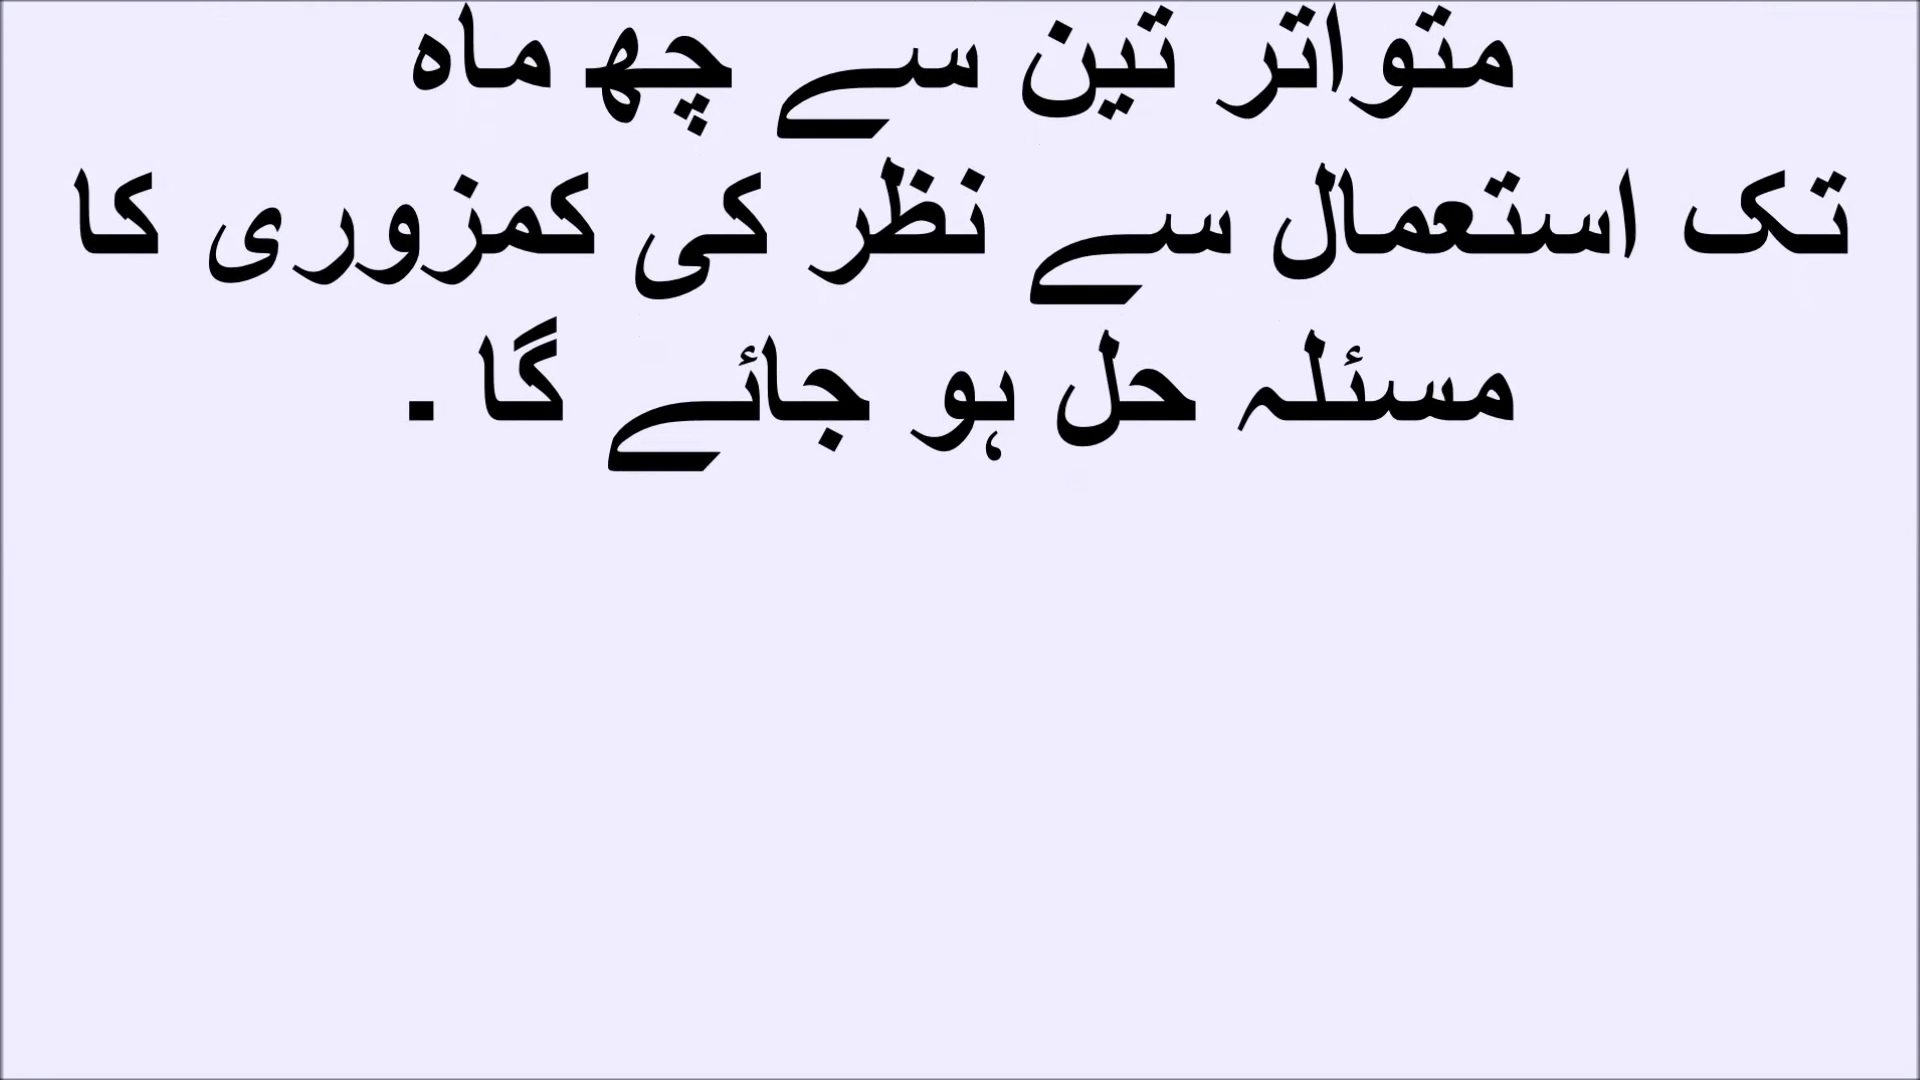 متواتر تین سے چھ ماہ
تک استعمال سے نظر کی کمزوری کا
مسئلہ حل ہو جائے گا .